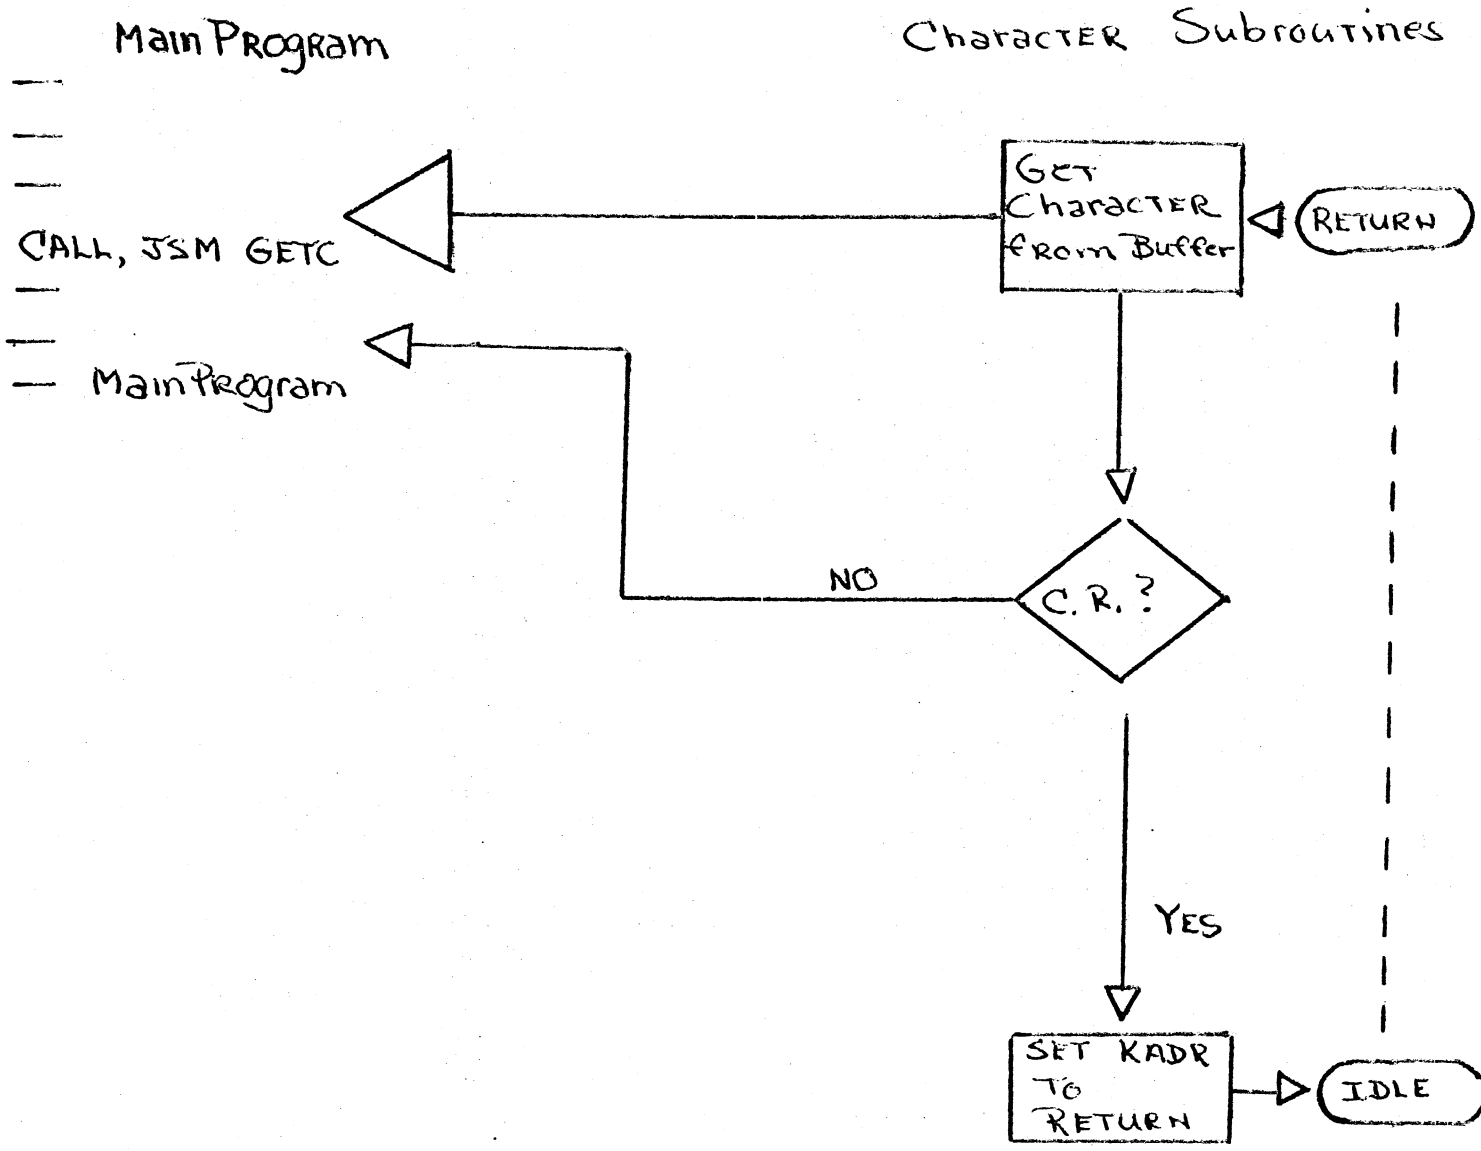 Main Program
Character Subroutines
Get
Character
from Buffer
RETURN
CALL, JSM GETC
Main Program
NO
C.R.?
YES
SET KADR
TO
RETURN
IDLE